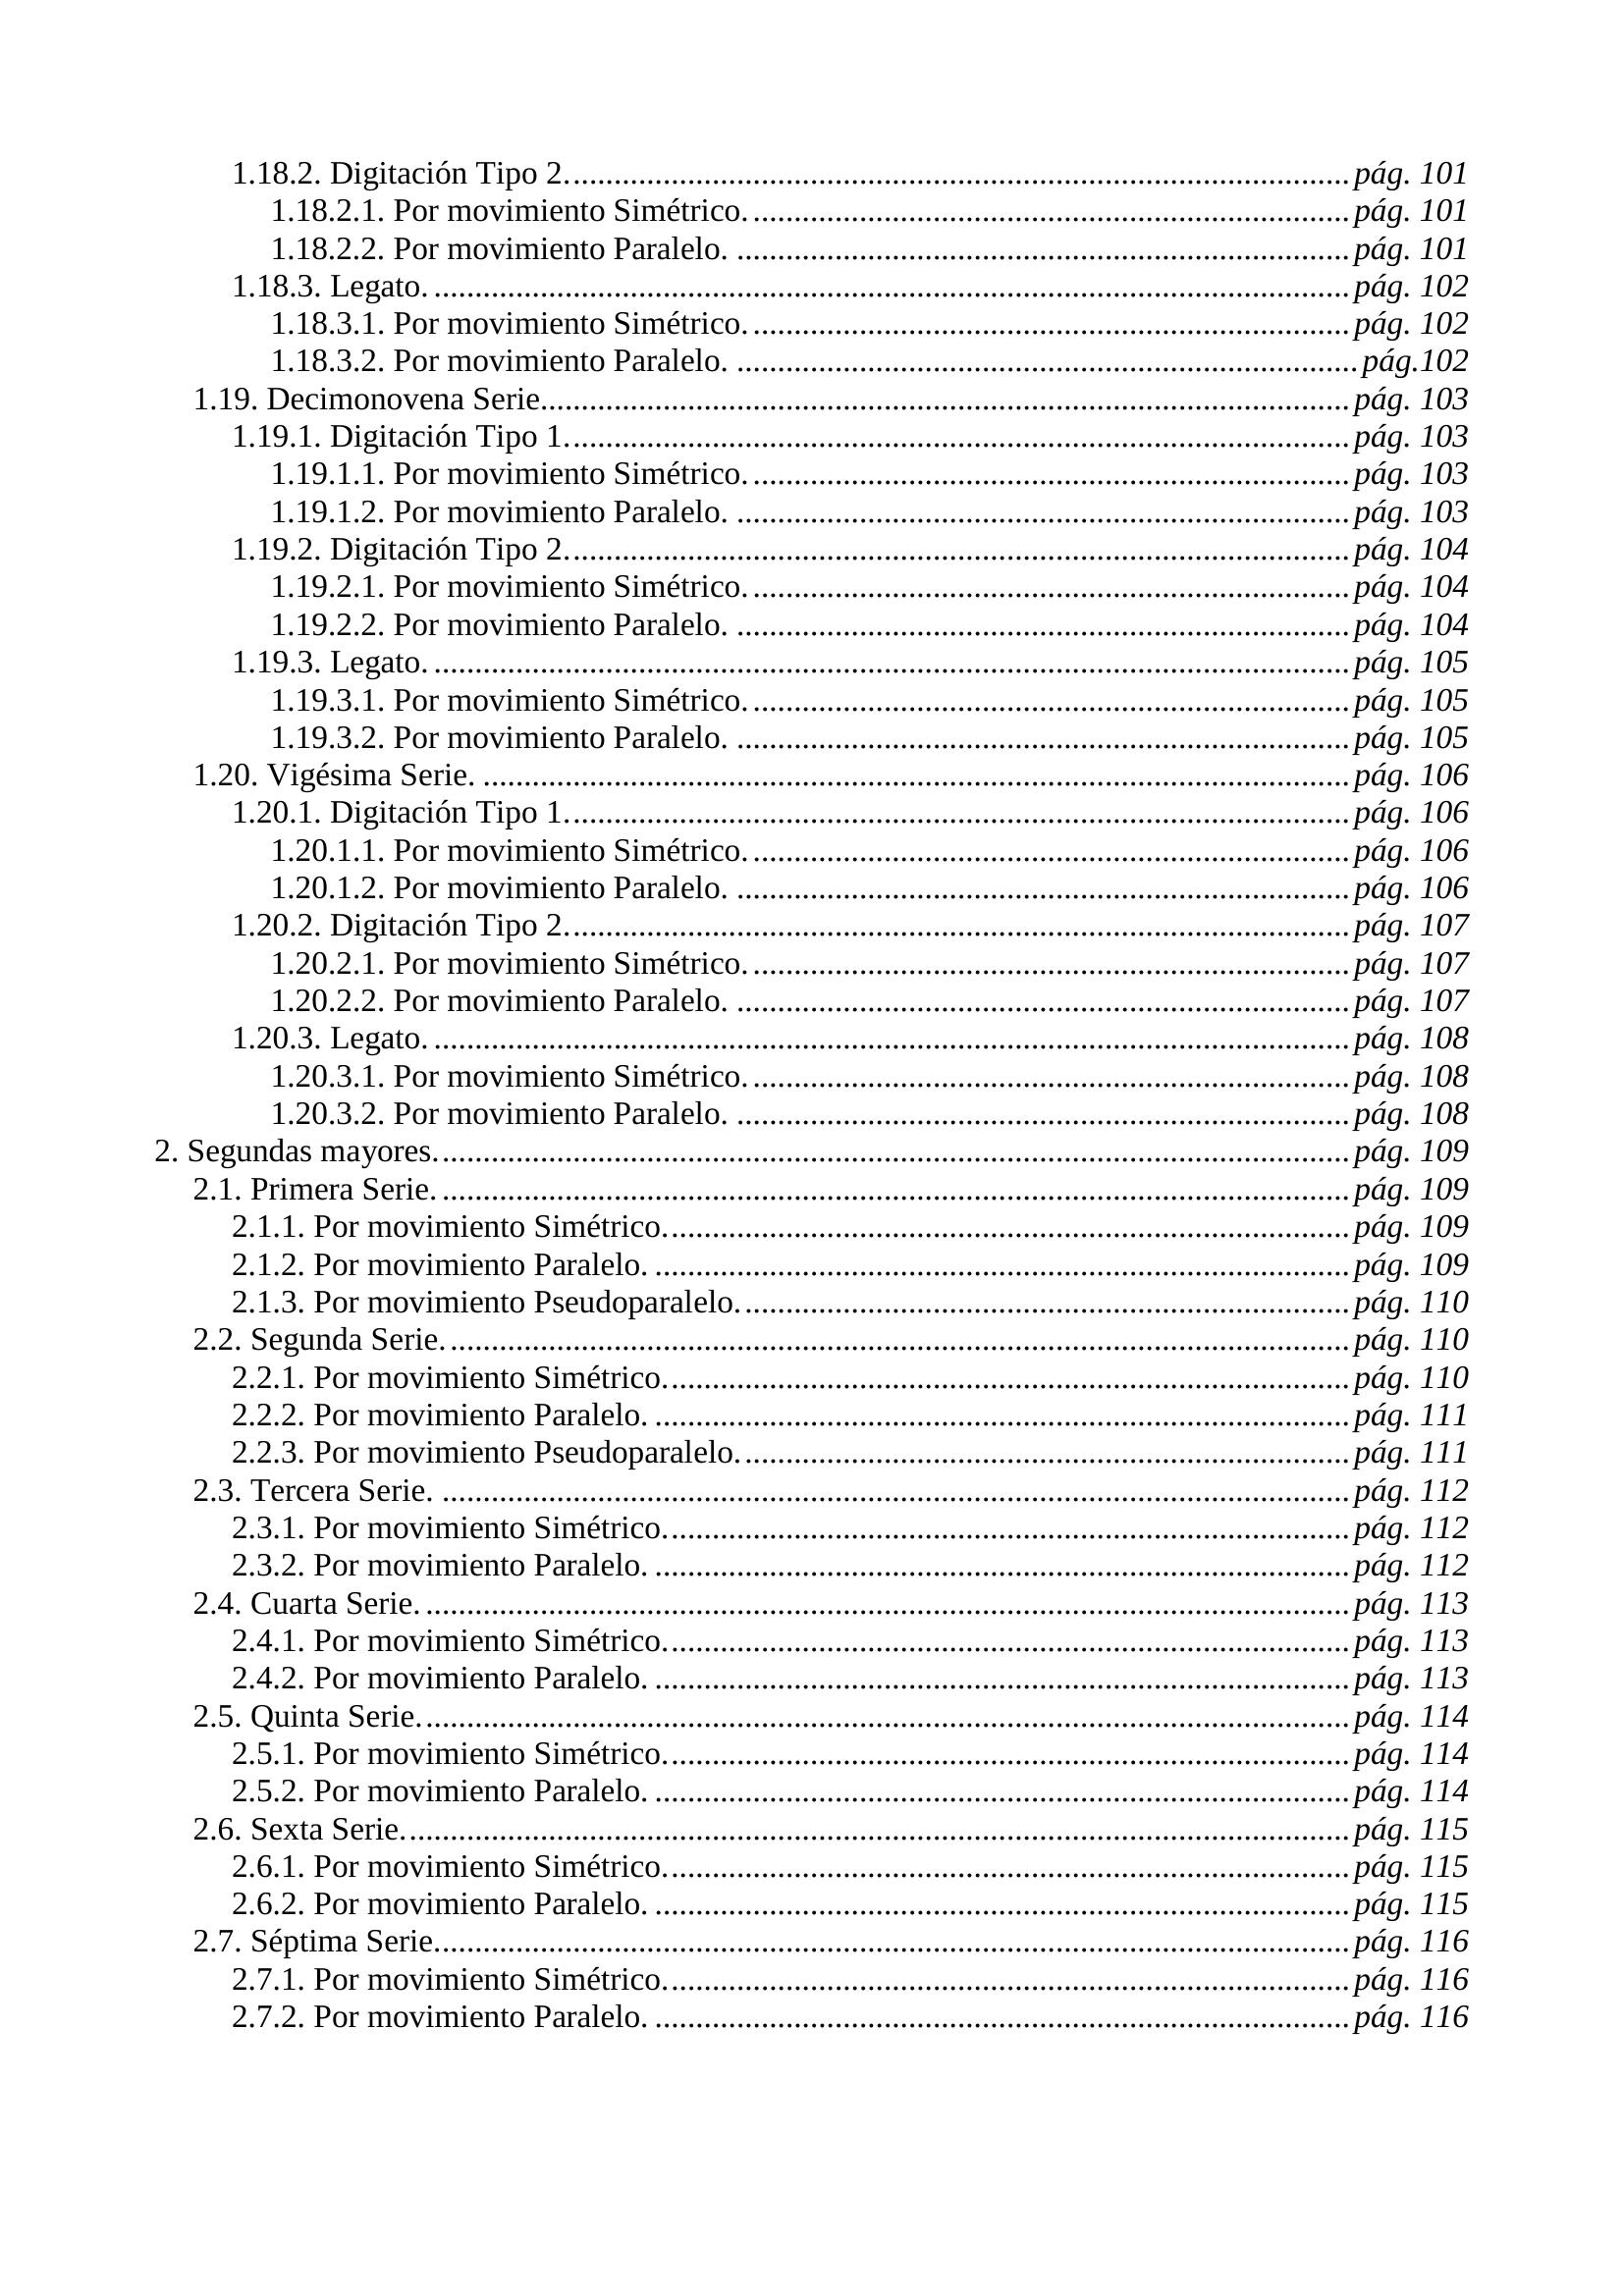 1.18.2. Digitación Tipo 2. pág. 101
1.18.2.1. Por movimiento Simétrico. pág. 101
1.18.2.2. Por movimiento Paralelo. pág. 101
1.18.3. Legato. pág. 102
1.18.3.1. Por movimiento Simétrico. pág. 102
1.18.3.2. Por movimiento Paralelo. pág.102
1.19. Decimonovena Serie. pág. 103
1.19.1. Digitación Tipo 1. pág. 103
1.19.1.1. Por movimiento Simétrico. pág. 103
1.19.1.2. Por movimiento Paralelo. pág. 103
1.19.2. Digitación Tipo 2. pág. 104
1.19.2.1. Por movimiento Simétrico. pág. 104
1.19.2.2. Por movimiento Paralelo. pág. 104
1.19.3. Legato. pág. 105
1.19.3.1. Por movimiento Simétrico. pág. 105
1.19.3.2. Por movimiento Paralelo. pág. 105
1.20. Vigésima Serie. pág. 106
1.20.1. Digitación Tipo 1. pág. 106
1.20.1.1. Por movimiento Simétrico. pág. 106
1.20.1.2. Por movimiento Paralelo. pág. 106
1.20.2. Digitación Tipo 2. pág. 107
1.20.2.1. Por movimiento Simétrico. pág. 107
1.20.2.2. Por movimiento Paralelo. pág. 107
1.20.3. Legato. pág. 108
1.20.3.1. Por movimiento Simétrico. pág. 108
1.20.3.2. Por movimiento Paralelo. pág. 108
2. Segundas mayores. pág. 109
2.1. Primera Serie. pág. 109
2.1.1. Por movimiento Simétrico. pág. 109
2.1.2. Por movimiento Paralelo. pág. 109
2.1.3. Por movimiento Pseudoparalelo. pág. 110
2.2. Segunda Serie. pág. 110
2.2.1. Por movimiento Simétrico. pág. 110
2.2.2. Por movimiento Paralelo. pág. 111
2.2.3. Por movimiento Pseudoparalelo. pág. 111
2.3. Tercera Serie. pág. 112
2.3.1. Por movimiento Simétrico. pág. 112
2.3.2. Por movimiento Paralelo. pág. 112
2.4. Cuarta Serie. pág. 113
2.4.1. Por movimiento Simétrico. pág. 113
2.4.2. Por movimiento Paralelo. pág. 113
2.5. Quinta Serie. pág. 114
2.5.1. Por movimiento Simétrico. pág. 114
2.5.2. Por movimiento Paralelo. pág. 114
2.6. Sexta Serie. pág. 115
2.6.1. Por movimiento Simétrico. pág. 115
2.6.2. Por movimiento Paralelo. pág. 115
2.7. Séptima Serie. pág. 116
2.7.1. Por movimiento Simétrico. pág. 116
2.7.2. Por movimiento Paralelo. pág. 116